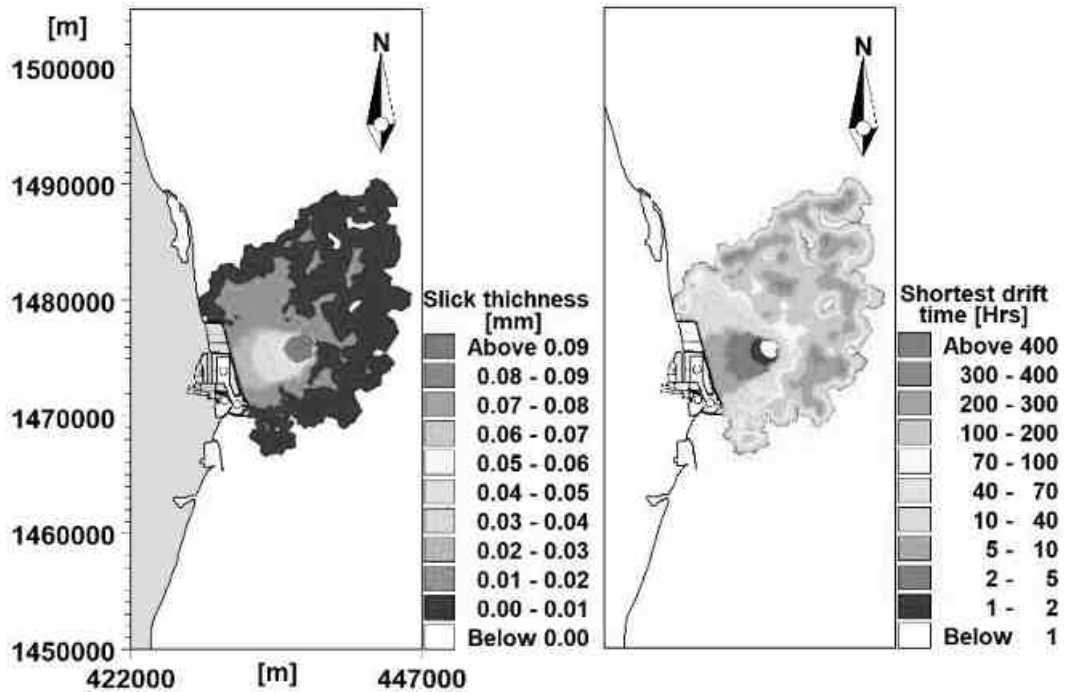 [m]
1500000
1490000
1480000
1470000
1460000
1450000
422000
[m]
447000
N
Slick thichness
[mm]
Above 0.09
0.08 - 0.09
0.07 - 0.08
0.06 - 0.07
0.05 - 0.06
0.04 - 0.05
0.03 - 0.04
0.02 - 0.03
0.01 - 0.02
0.00 - 0.01
Below 0.00
N
Shortest drift
time [Hrs]
Above 400
300 - 400
200 - 300
100 - 200
70 - 100
40 - 70
10 - 40
5 - 10
2 - 5
1 - 2
Below 1